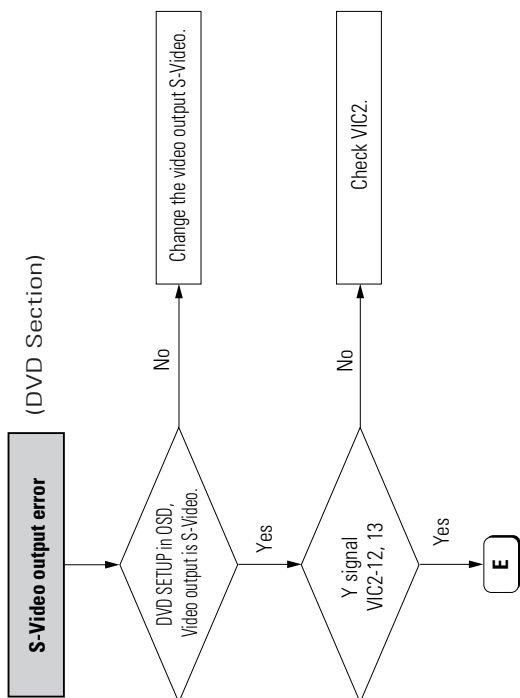 S-Video output error
(DVD Section)
DVD SETUP in OSD,
Video output is S-Video.
No
Change the video output S-Video.
Yes
Y signal
VIC2-12, 13
No
Check VIC2.
Yes
E